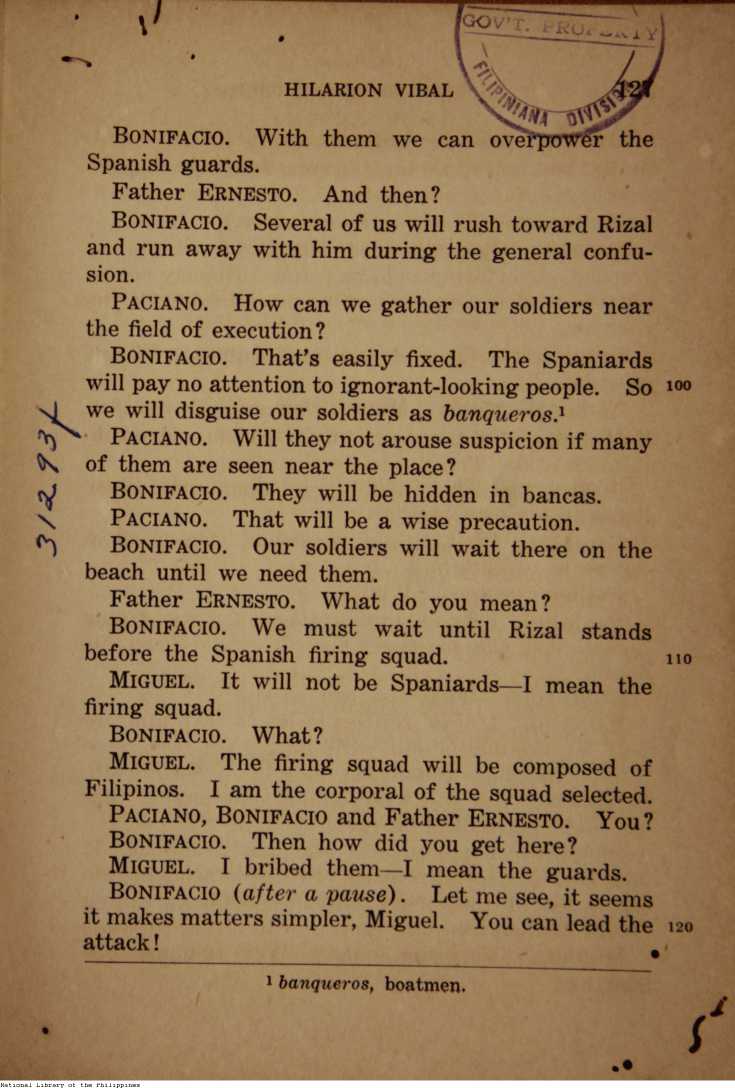 GOV'T. PROPERTY
FILIPINIANA DIVISION
HILARION VIBAL 127
BONIFACIO. With them we can overpower the
Spanish guards.
Father ERNESTO. And then?
BONIFACIO. Several of us will rush toward Rizal
and run away with him during the general confu-
sion.
PACIANO. How can we gather our soldiers near
the field of execution?
BONIFACIO. That's easily fixed. The Spaniards
will pay no attention to ignorant-looking people. So 100
we will disguise our soldiers as banqueros.¹
PACIANO. Will they not arouse suspicion if many
of them are seen near the place?
BONIFACIO. They will be hidden in bancas.
PACIANO. That will be a wise precaution.
BONIFACIO. Our soldiers will wait there on the
beach until we need them.
Father ERNESTO. What do you mean?
BONIFACIO. We must wait until Rizal stands
before the Spanish firing squad. 110
MIGUEL. It will not be Spaniards—I mean the
firing squad.
BONIFACIO. What?
MIGUEL. The firing squad will be composed of
Filipinos. I am the corporal of the squad selected.
PACIANO, BONIFACIO and Father ERNESTO. You?
BONIFACIO. Then how did you get here?
MIGUEL. I bribed them—I mean the guards.
BONIFACIO (after a pause). Let me see, it seems
it makes matters simpler, Miguel. You can lead the 120
attack!
¹ banqueros, boatmen.
National Library of the Philippines